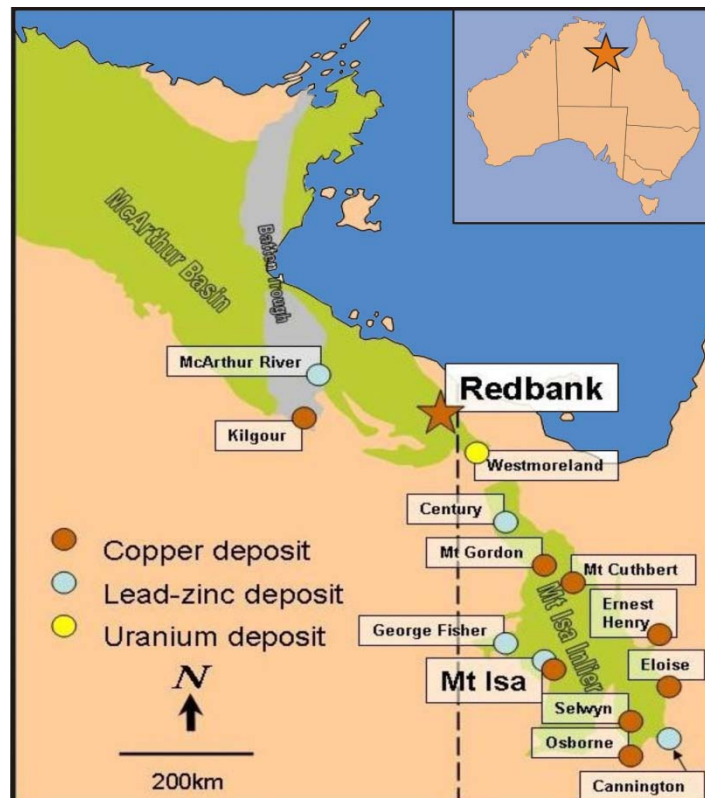 McArthur Basin
Batten Trough
McArthur River
Redbank
Kilgour
Westmoreland
Century
Mt Gordon
Mt Cuthbert
Copper deposit
Lead-zinc deposit
Uranium deposit
Ernest
Henry
George Fisher
Mt Isa Inlier
Eloise
Mt Isa
Selwyn
Osborne
N
200km
Cannington